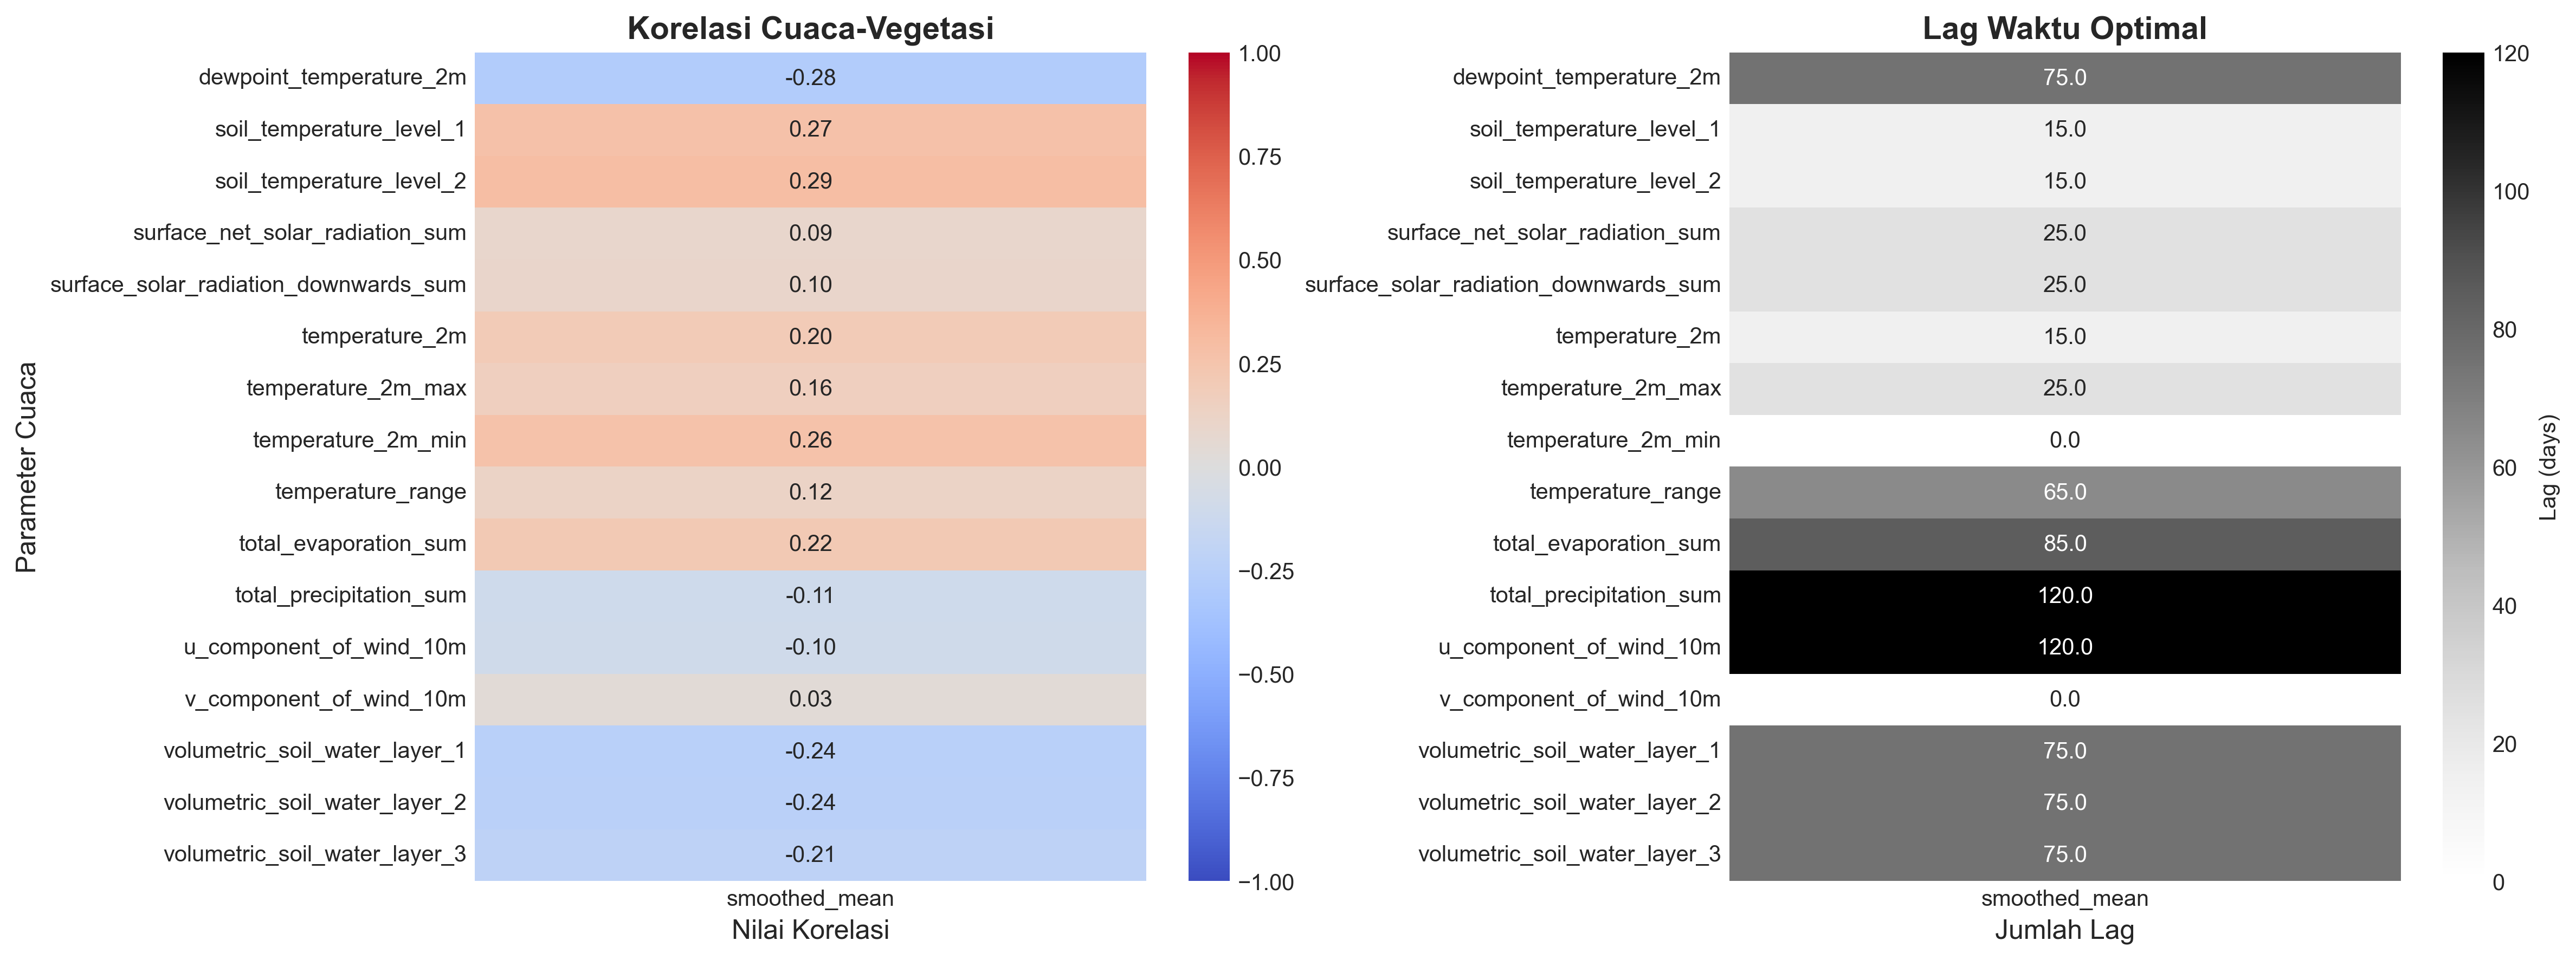 Korelasi Cuaca-Vegetasi
Parameter Cuaca
dewpoint_temperature_2m -0.28
soil_temperature_level_1 0.27
soil_temperature_level_2 0.29
surface_net_solar_radiation_sum 0.09
surface_solar_radiation_downwards_sum 0.10
temperature_2m 0.20
temperature_2m_max 0.16
temperature_2m_min 0.26
temperature_range 0.12
total_evaporation_sum 0.22
total_precipitation_sum -0.11
u_component_of_wind_10m -0.10
v_component_of_wind_10m 0.03
volumetric_soil_water_layer_1 -0.24
volumetric_soil_water_layer_2 -0.24
volumetric_soil_water_layer_3 -0.21
smoothed_mean
Nilai Korelasi
1.00
0.75
0.50
0.25
0.00
−0.25
−0.50
−0.75
−1.00
Lag Waktu Optimal
dewpoint_temperature_2m 75.0
soil_temperature_level_1 15.0
soil_temperature_level_2 15.0
surface_net_solar_radiation_sum 25.0
surface_solar_radiation_downwards_sum 25.0
temperature_2m 15.0
temperature_2m_max 25.0
temperature_2m_min 0.0
temperature_range 65.0
total_evaporation_sum 85.0
total_precipitation_sum 120.0
u_component_of_wind_10m 120.0
v_component_of_wind_10m 0.0
volumetric_soil_water_layer_1 75.0
volumetric_soil_water_layer_2 75.0
volumetric_soil_water_layer_3 75.0
smoothed_mean
Jumlah Lag
120
100
80
60
40
20
0
Lag (days)